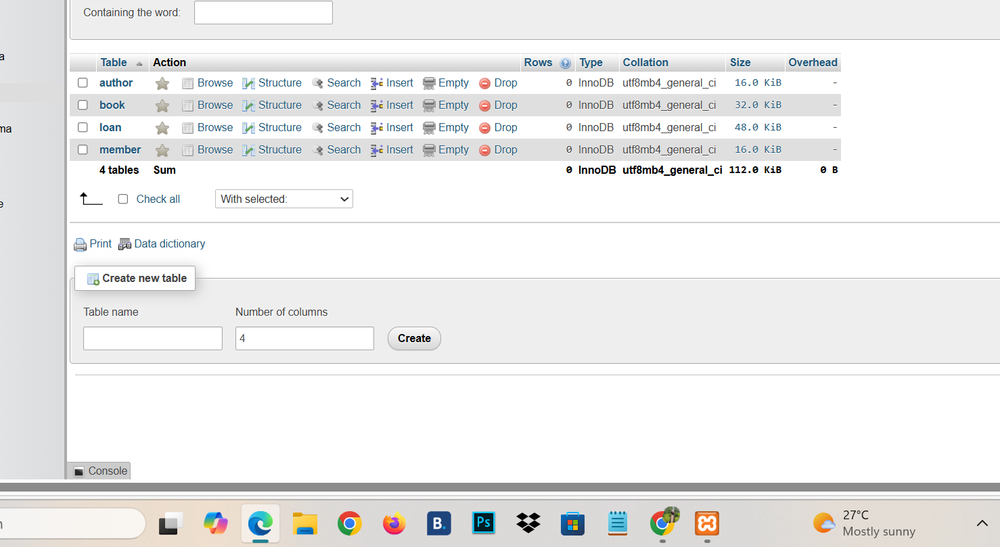 Containing the word:
a
Table Action Rows Type Collation Size Overhead
author Browse Structure Search Insert Empty Drop 0 InnoDB utf8mb4_general_ci 16.0 KiB -
book Browse Structure Search Insert Empty Drop 0 InnoDB utf8mb4_general_ci 32.0 KiB -
loan Browse Structure Search Insert Empty Drop 0 InnoDB utf8mb4_general_ci 48.0 KiB -
ma
member Browse Structure Search Insert Empty Drop 0 InnoDB utf8mb4_general_ci 16.0 KiB -
4 tables Sum 0 InnoDB utf8mb4_general_ci 112.0 KiB 0 B
Check all With selected:
e
Print Data dictionary
Create new table
Table name Number of columns
4 Create
Console
B.
Ps
27°C
Mostly sunny